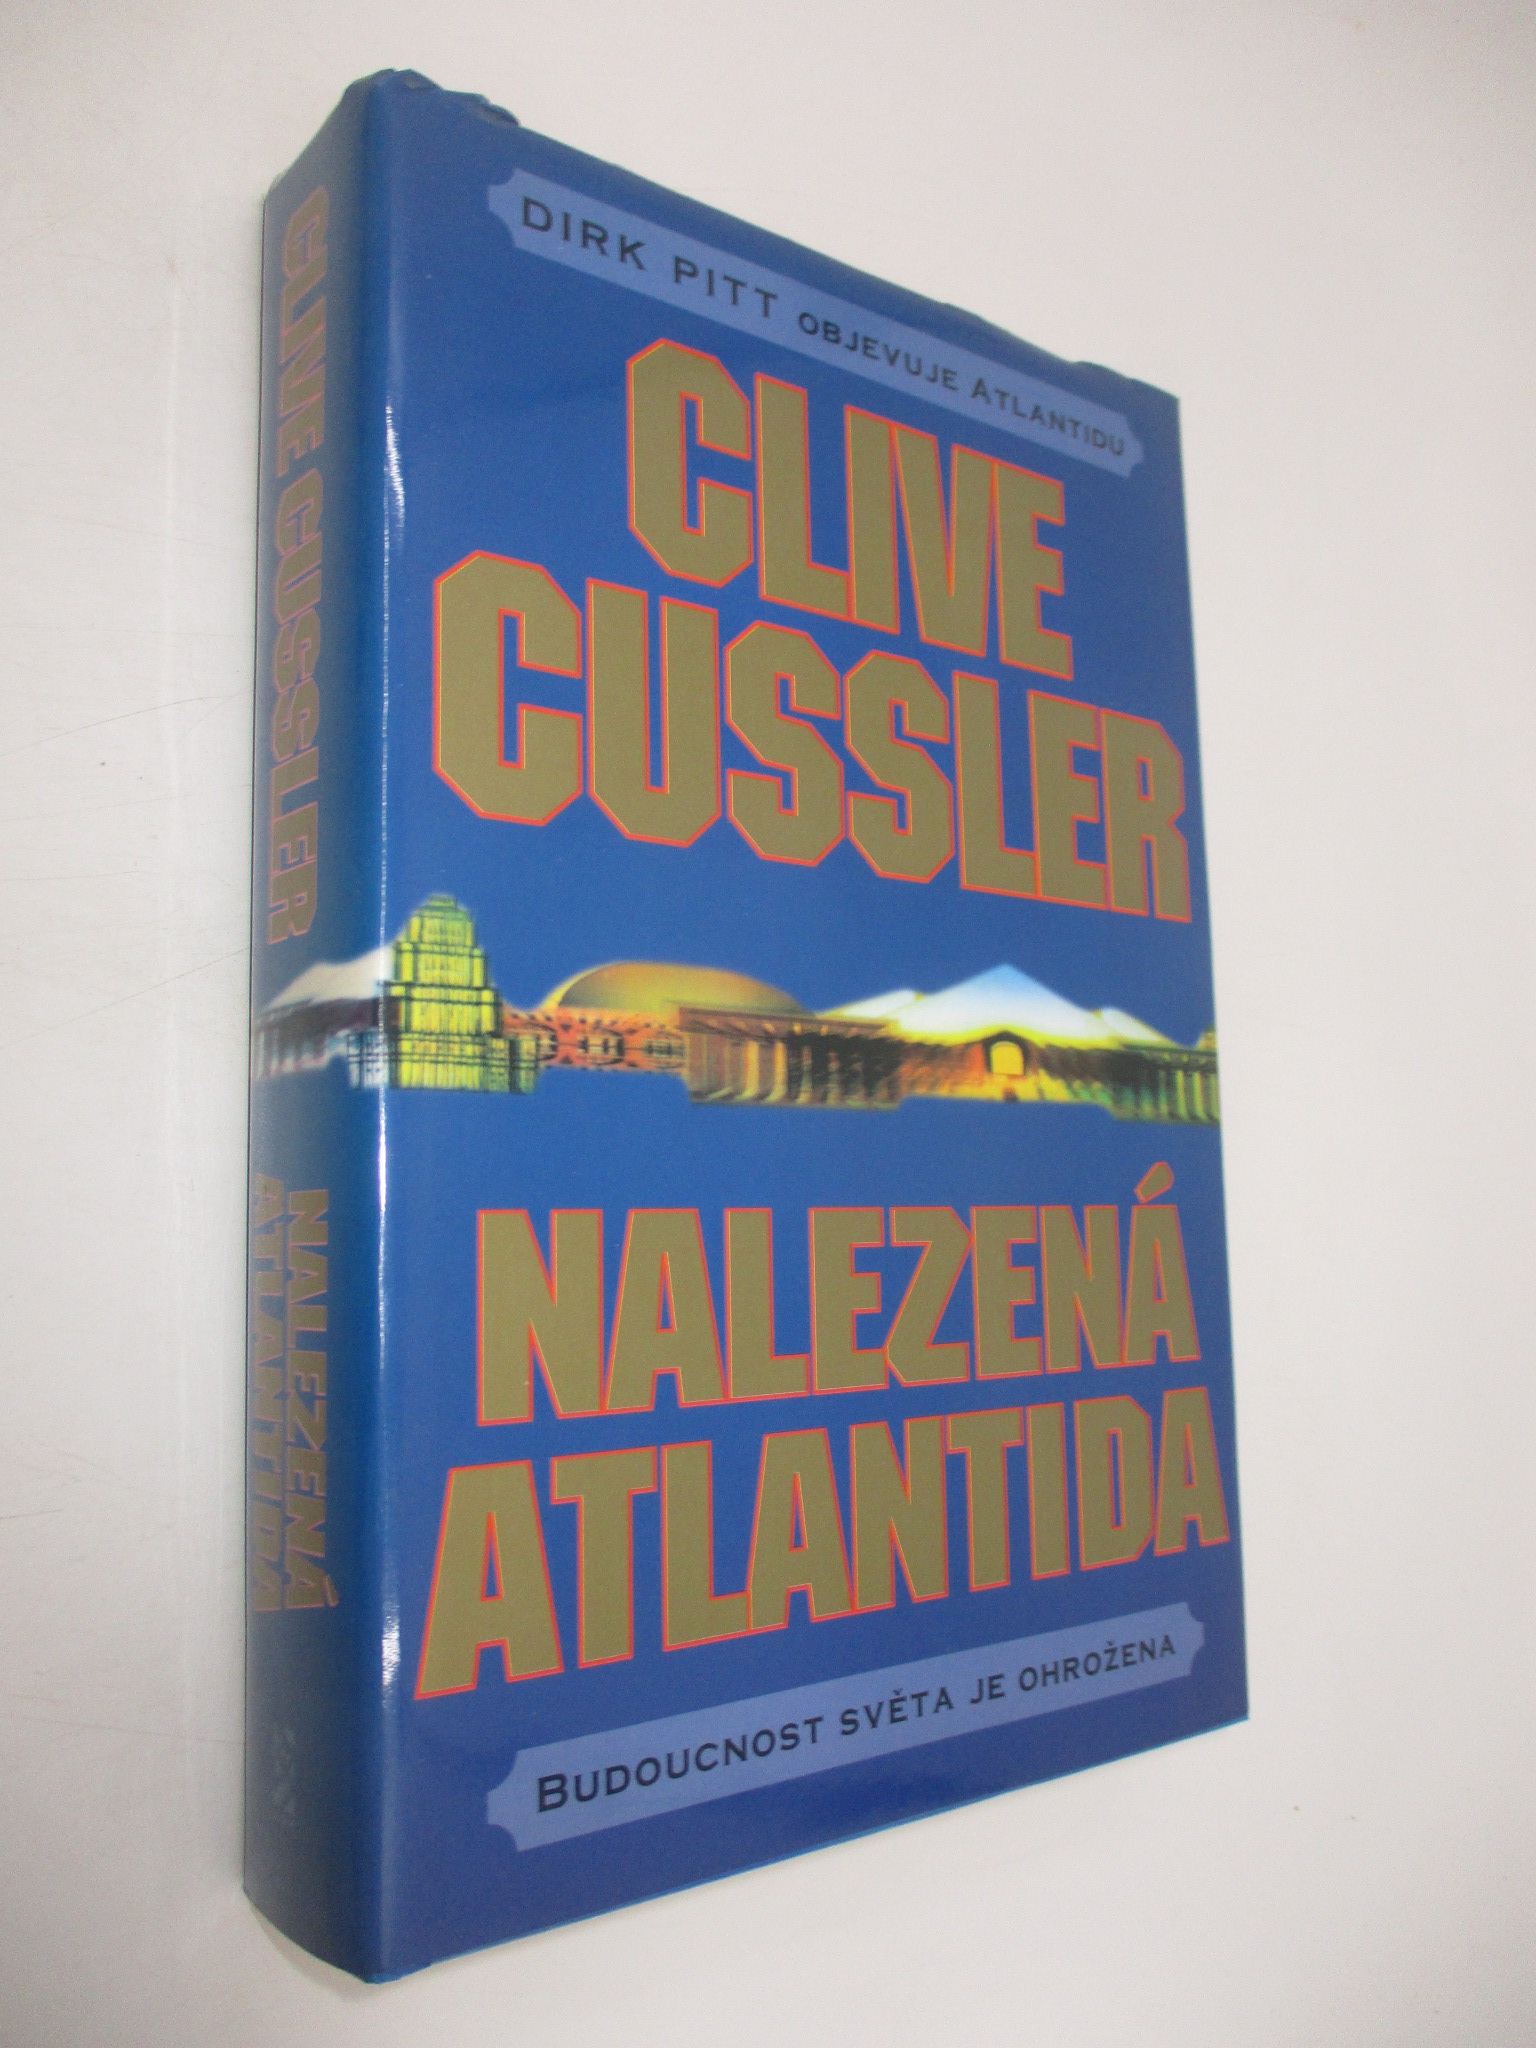 DIRK PITT OBJEVUJE ATLANTIDU
CLIVE
CUSSLER
NALEZENÁ
ATLANTIDA
BUDOUCNOST SVĚTA JE OHROŽENA
CLIVE CUSSLER
NALEZENÁ
ATLANTIDA